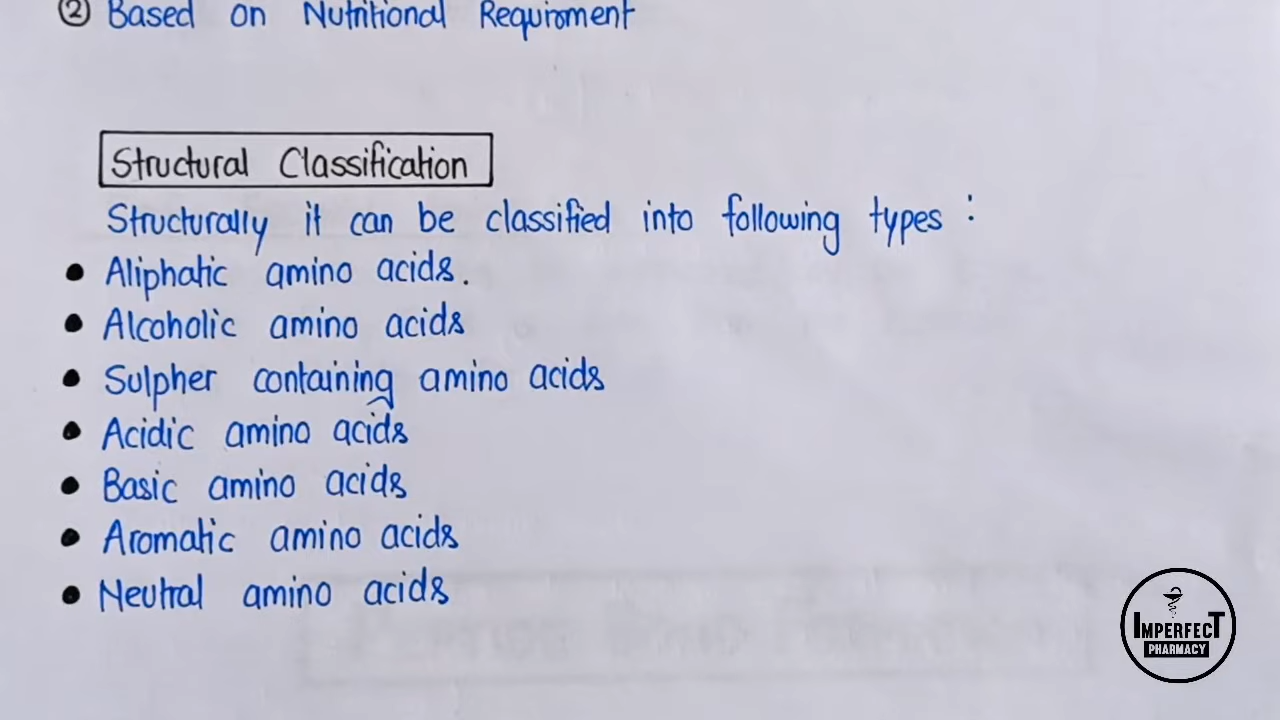 ② Based on Nutritional Requirment
Structural Classification
Structurally it can be classified into following types :
• Aliphatic amino acids.
• Alcoholic amino acids
• Sulpher containing amino acids
• Acidic amino acids
• Basic amino acids
• Aromatic amino acids
• Neutral amino acids
IMPERFECT
PHARMACY